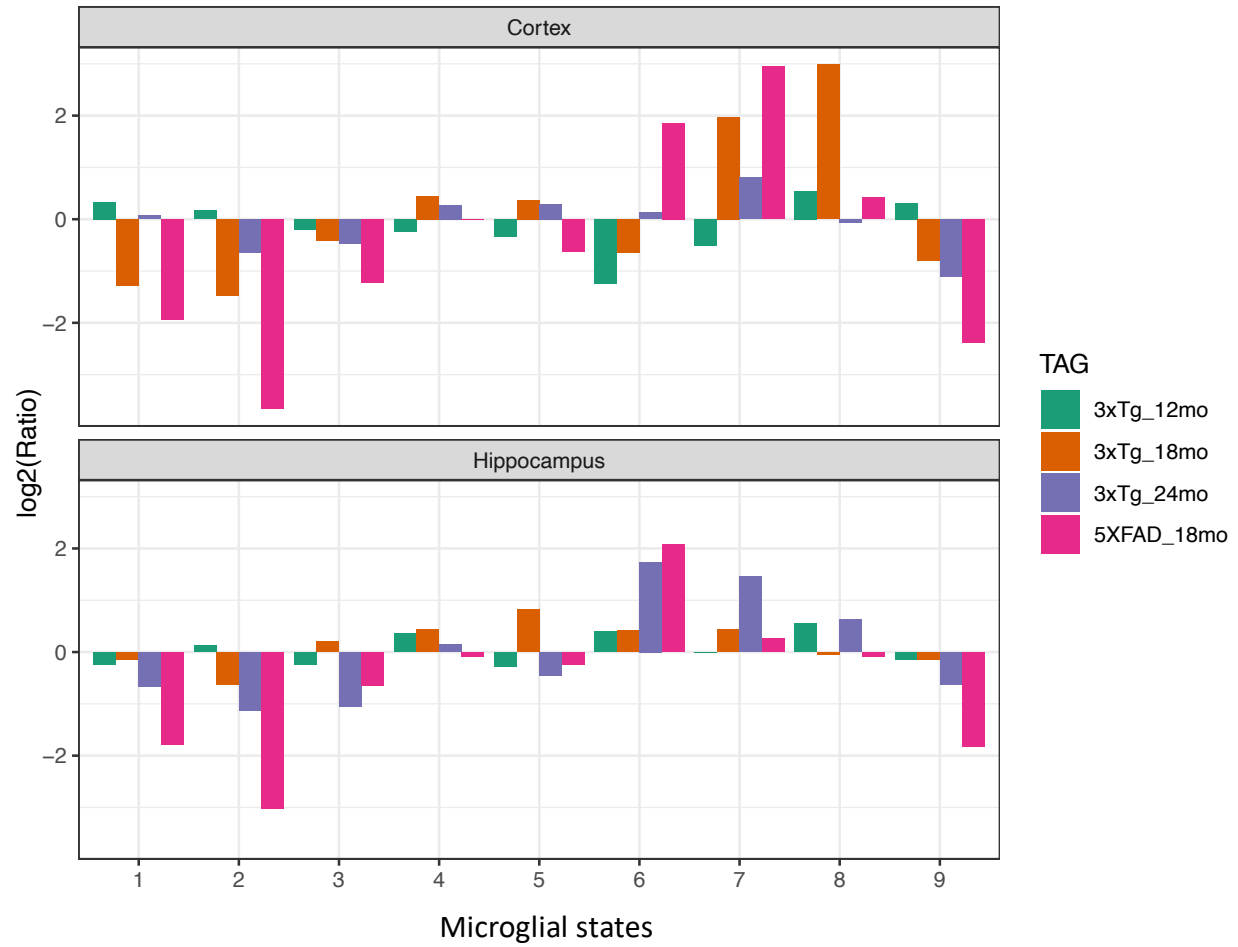 Cortex
2
0
−2
Hippocampus
2
0
−2
log2(Ratio)
1 2 3 4 5 6 7 8 9
Microglial states
TAG
3xTg_12mo
3xTg_18mo
3xTg_24mo
5XFAD_18mo